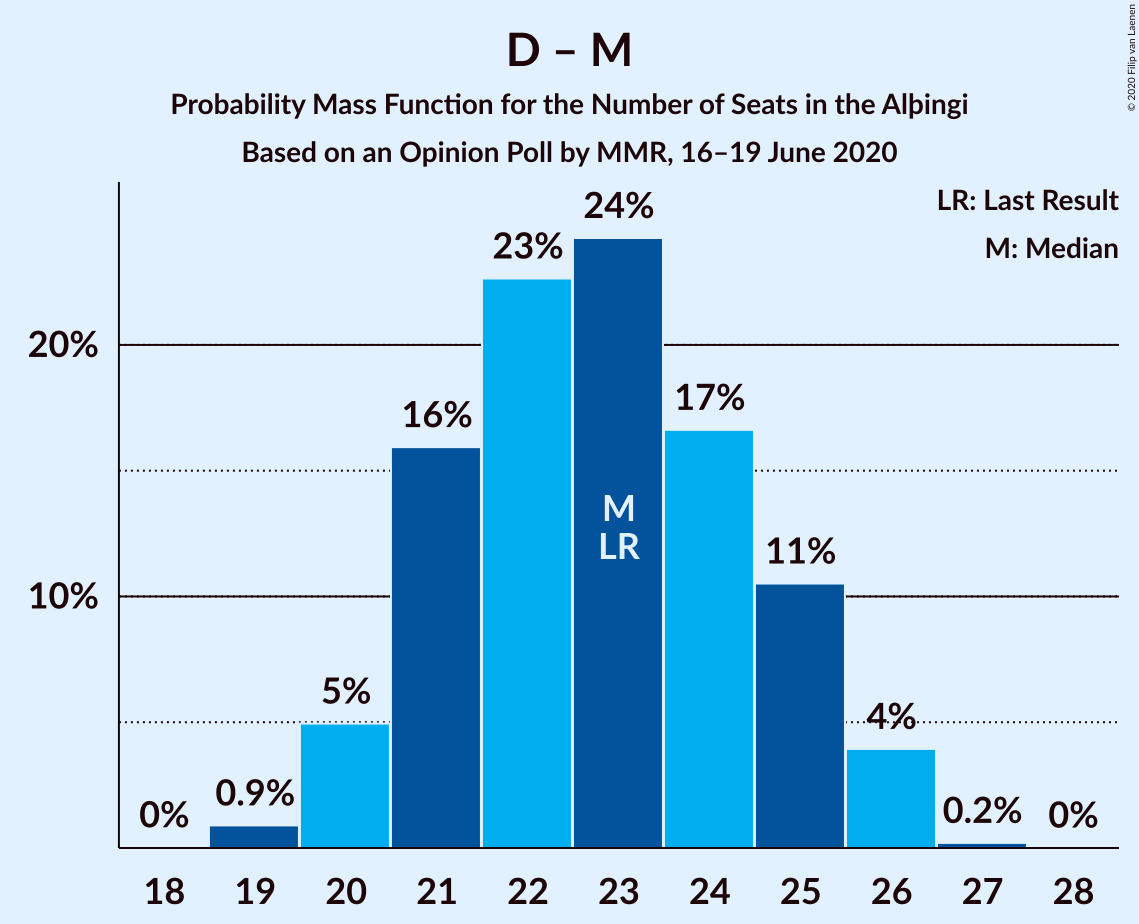 D – M
Probability Mass Function for the Number of Seats in the Alþingi
Based on an Opinion Poll by MMR, 16–19 June 2020
© 2020 Filip van Laenen
LR: Last Result
M: Median
20%
10%
0%
0.9%
5%
16%
23%
24%
17%
11%
4%
0.2%
0%
M
LR
18 19 20 21 22 23 24 25 26 27 28